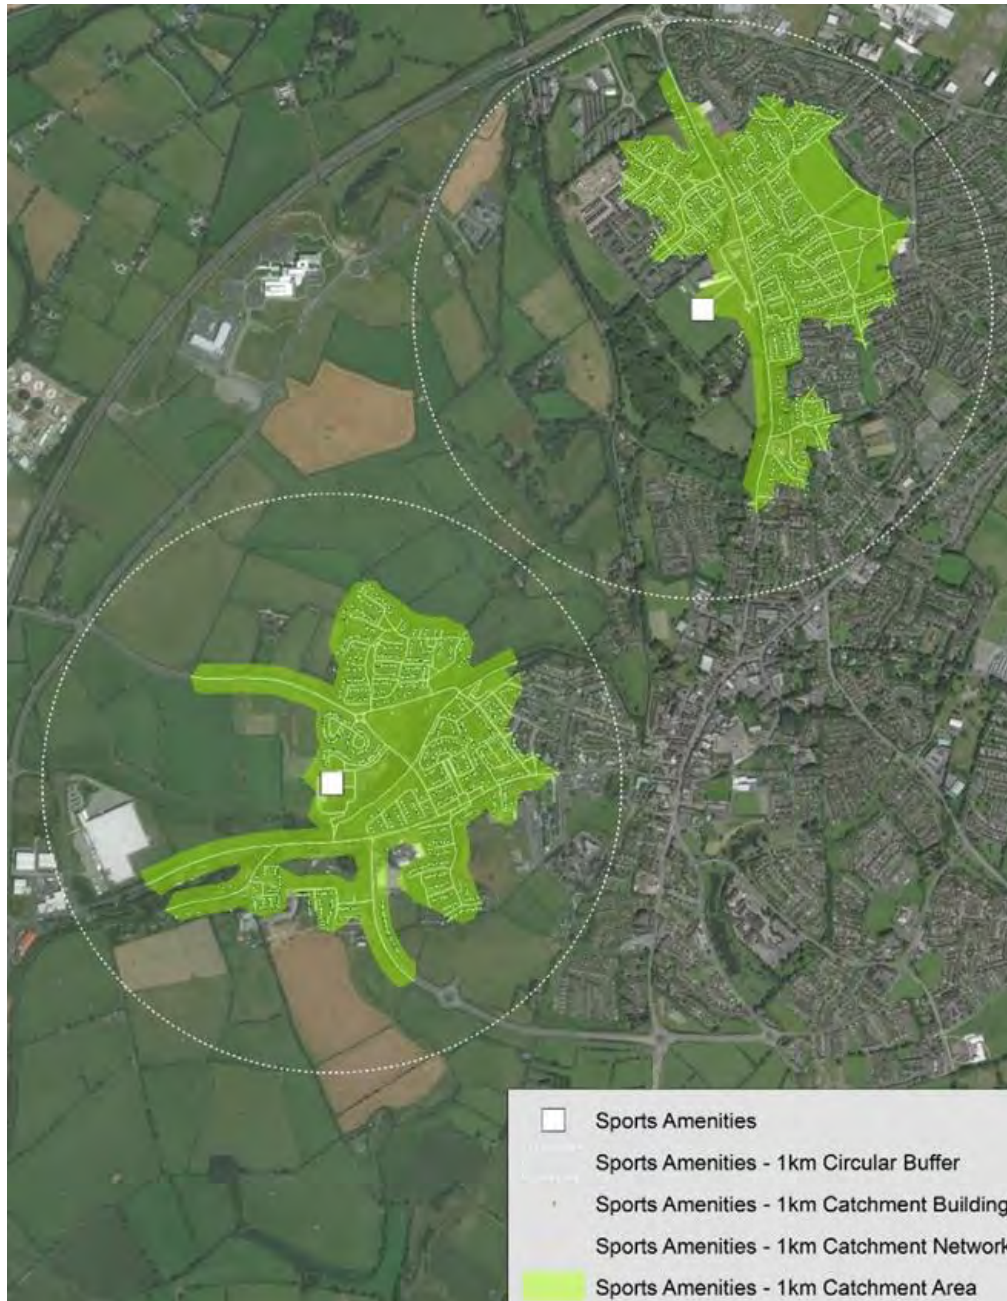 Sports Amenities
Sports Amenities - 1km Circular Buffer
Sports Amenities - 1km Catchment Building
Sports Amenities - 1km Catchment Network
Sports Amenities - 1km Catchment Area